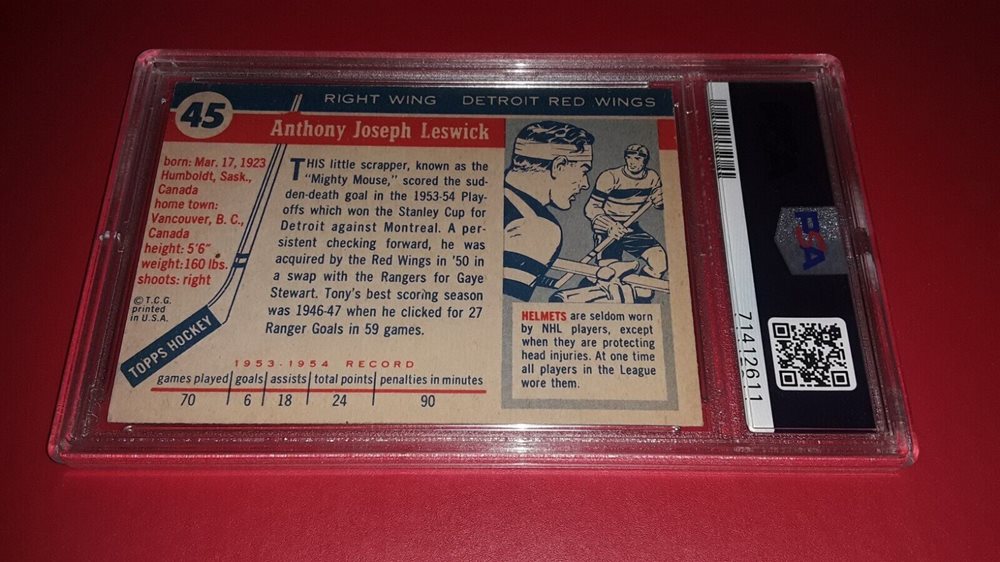 45
RIGHT WING DETROIT RED WINGS
Anthony Joseph Leswick
born: Mar. 17, 1923
Humboldt, Sask.,
Canada
home town:
Vancouver, B. C.,
Canada
height: 5'6"
weight: 160 lbs.
shoots: right
© T.C.G.
printed
in U.S.A.
TOPPS HOCKEY
THIS little scrapper, known as the
"Mighty Mouse," scored the sud-
den-death goal in the 1953-54 Play-
offs which won the Stanley Cup for
Detroit against Montreal. A per-
sistent checking forward, he was
acquired by the Red Wings in '50 in
a swap with the Rangers for Gaye
Stewart. Tony's best scoring season
was 1946-47 when he clicked for 27
Ranger Goals in 59 games.
1953-1954 RECORD
games played goals assists total points penalties in minutes
70 6 18 24 90
HELMETS are seldom worn
by NHL players, except
when they are protecting
head injuries. At one time
all players in the League
wore them.
PSA
71412611